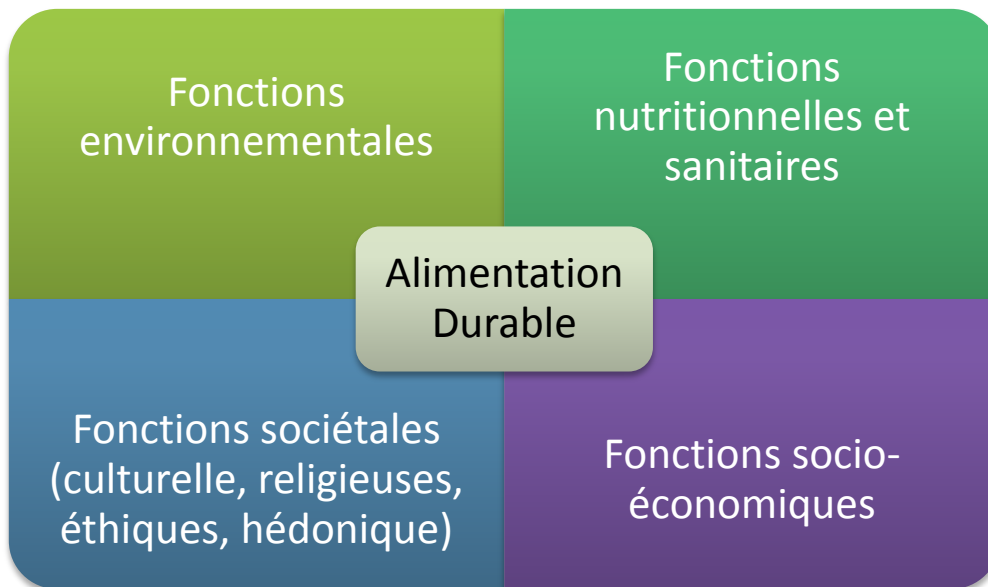 Fonctions
environnementales
Fonctions
nutritionnelles et
sanitaires
Alimentation
Durable
Fonctions sociétales
(culturelle, religieuses,
éthiques, hédonique)
Fonctions socio-
économiques